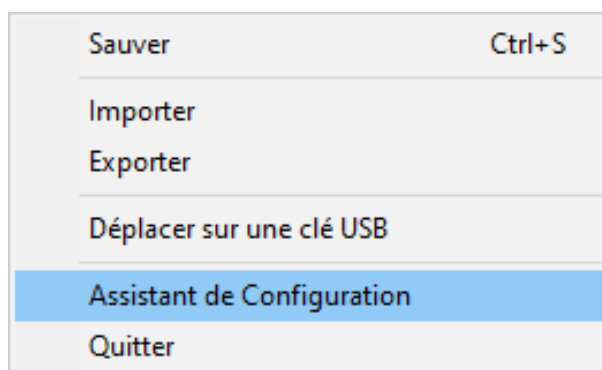 Sauver Ctrl+S
Importer
Exporter
Déplacer sur une clé USB
Assistant de Configuration
Quitter